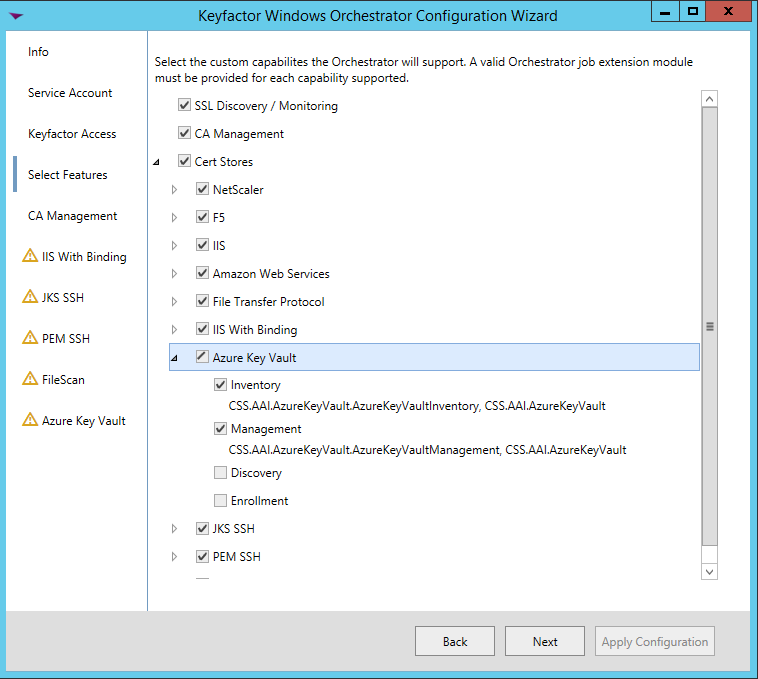 Keyfactor Windows Orchestrator Configuration Wizard
Info
Service Account
Keyfactor Access
Select Features
CA Management
IIS With Binding
JKS SSH
PEM SSH
FileScan
Azure Key Vault
Select the custom capabilites the Orchestrator will support. A valid Orchestrator job extension module
must be provided for each capability supported.
SSL Discovery / Monitoring
CA Management
Cert Stores
NetScaler
F5
IIS
Amazon Web Services
File Transfer Protocol
IIS With Binding
Azure Key Vault
Inventory
CSS.AAI.AzureKeyVault.AzureKeyVaultInventory, CSS.AAI.AzureKeyVault
Management
CSS.AAI.AzureKeyVault.AzureKeyVaultManagement, CSS.AAI.AzureKeyVault
Discovery
Enrollment
JKS SSH
PEM SSH
Back
Next
Apply Configuration